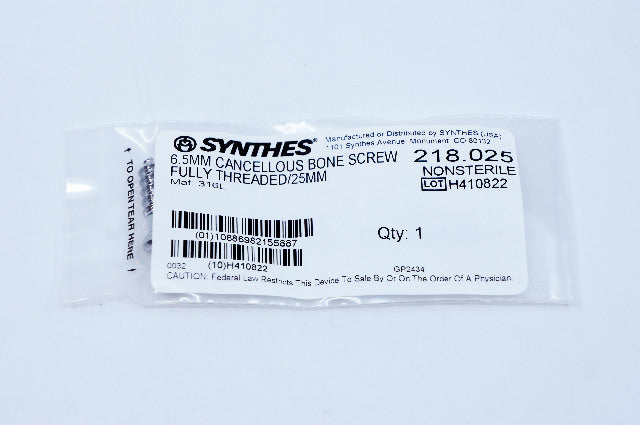 SYNTHES®
Manufactured or Distributed by SYNTHES (USA)
1101 Synthes Avenue, Monument, CO 80132
6.5MM CANCELLOUS BONE SCREW
FULLY THREADED/25MM
Mat. 316L
218.025
NONSTERILE
LOT H410822
TO OPEN TEAR HERE
(01)10886982155887
Qty: 1
(10)H410822
0032
GP2434
CAUTION: Federal Law Restricts This Device To Sale By Or On The Order Of A Physician.